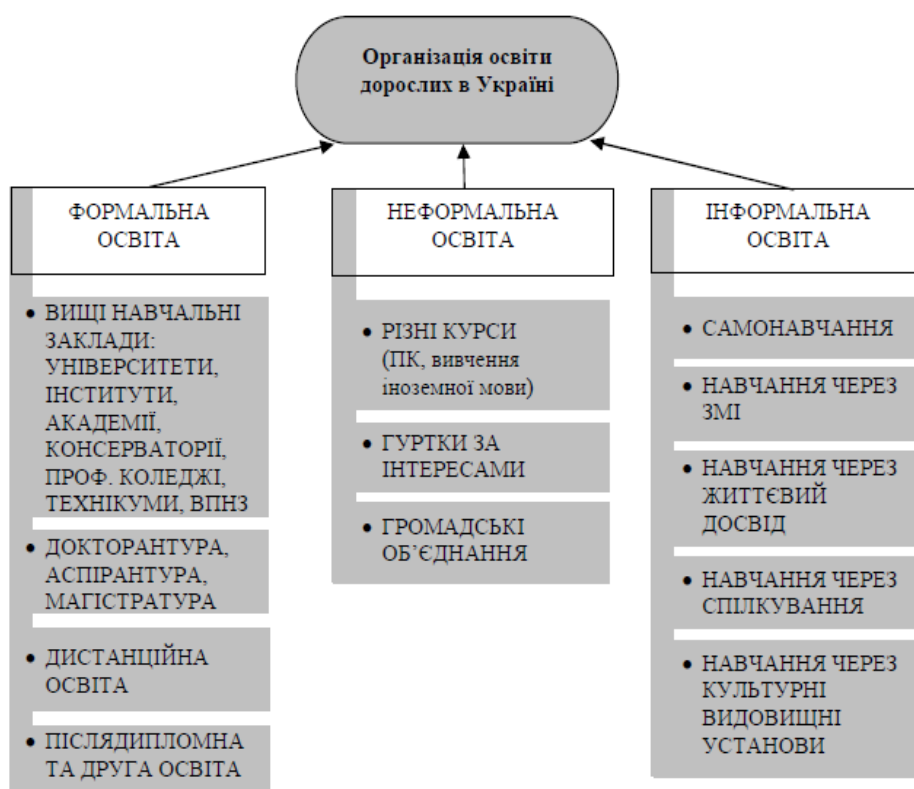 Організація освіти
дорослих в Україні
ФОРМАЛЬНА
ОСВІТА
• ВИЩІ НАВЧАЛЬНІ
ЗАКЛАДИ:
УНІВЕРСИТЕТИ,
ІНСТИТУТИ,
АКАДЕМІЇ,
КОНСЕРВАТОРІЇ,
ПРОФ. КОЛЕДЖІ,
ТЕХНІКУМИ, ВПНЗ
• ДОКТОРАНТУРА,
АСПІРАНТУРА,
МАГІСТРАТУРА
• ДИСТАНЦІЙНА
ОСВІТА
• ПІСЛЯДИПЛОМНА
ТА ДРУГА ОСВІТА
НЕФОРМАЛЬНА
ОСВІТА
• РІЗНІ КУРСИ
(ПК, вивчення
іноземної мови)
• ГУРТКИ ЗА
ІНТЕРЕСАМИ
• ГРОМАДСЬКІ
ОБ’ЄДНАННЯ
ІНФОРМАЛЬНА
ОСВІТА
• САМОНАВЧАННЯ
• НАВЧАННЯ ЧЕРЕЗ
ЗМІ
• НАВЧАННЯ ЧЕРЕЗ
ЖИТТЄВИЙ
ДОСВІД
• НАВЧАННЯ ЧЕРЕЗ
СПІЛКУВАННЯ
• НАВЧАННЯ ЧЕРЕЗ
КУЛЬТУРНІ
ВИДОВИЩНІ
УСТАНОВИ